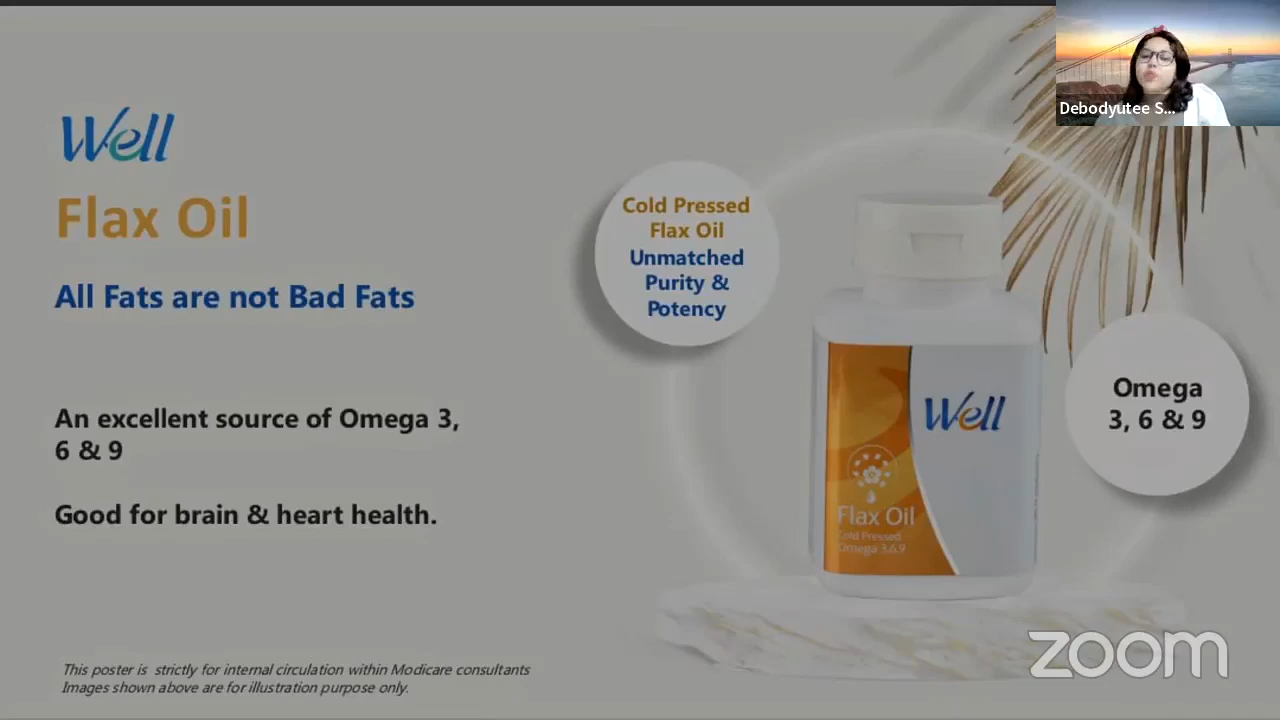 Well
Flax Oil
All Fats are not Bad Fats
An excellent source of Omega 3,
6 & 9
Good for brain & heart health.
This poster is strictly for internal circulation within Modicare consultants
Images shown above are for illustration purpose only.
Cold Pressed
Flax Oil
Unmatched
Purity &
Potency
Well
Flax Oil
Cold Pressed
Omega 3,6,9
Omega
3, 6 & 9
Debodyutee S...
zoom